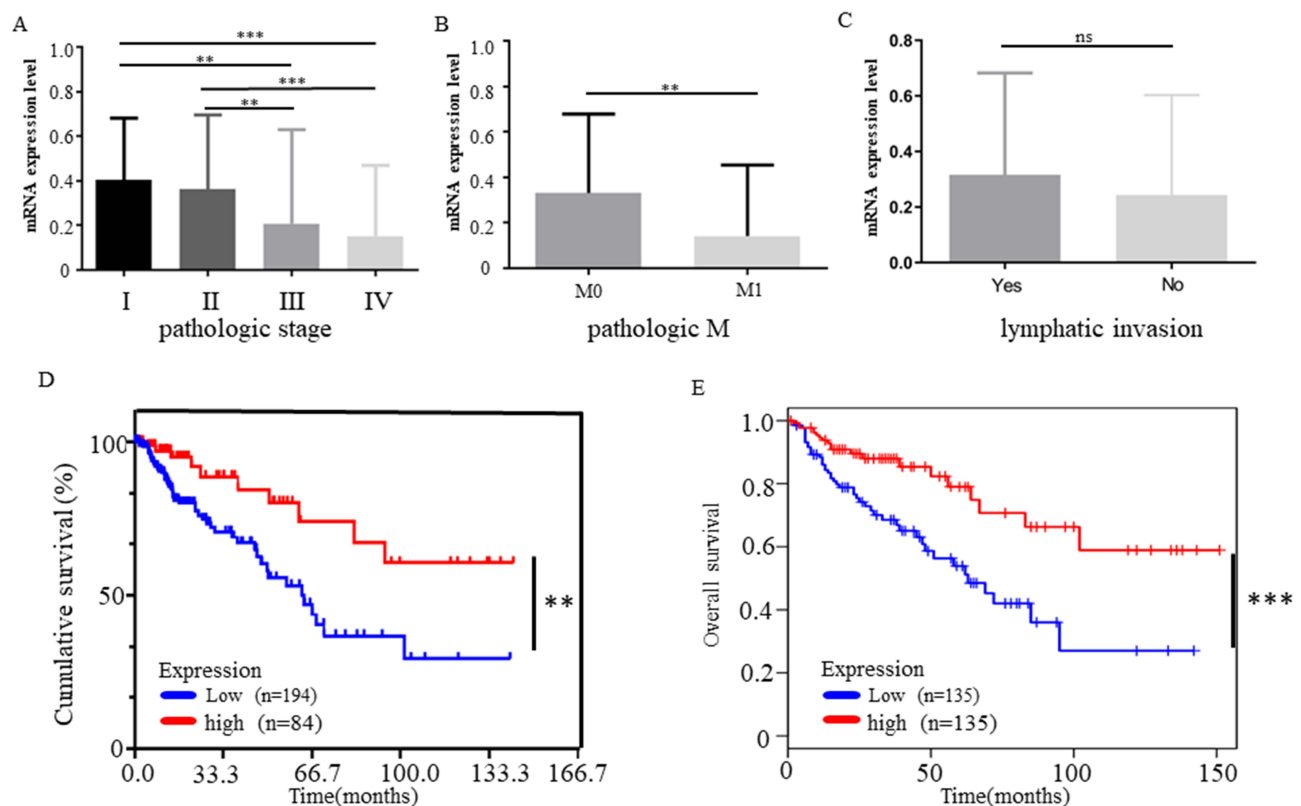 A
mRNA expression level
1.0
0.8
0.6
0.4
0.2
0
***
**
***
**
I II III IV
pathologic stage
B
mRNA expression level
1.0
0.8
0.6
0.4
0.2
0
**
M0 M1
pathologic M
C
mRNA expression level
0.8
0.6
0.4
0.2
0.0
ns
Yes No
lymphatic invasion
D
Cumulative survival (%)
100
50
0
**
Expression
Low (n=194)
high (n=84)
0.0 33.3 66.7 100.0 133.3 166.7
Time(months)
E
Overall survival
1.0
0.8
0.6
0.4
0.2
0
***
Expression
Low (n=135)
high (n=135)
0 50 100 150
Time(months)